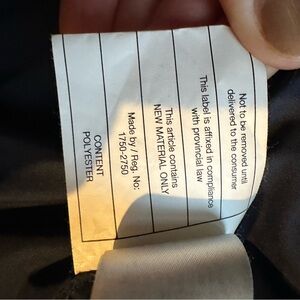 Not to be removed until
delivered to the consumer
This label is affixed in compliance
with provincial law
This article contains
NEW MATERIAL ONLY
Made by / Reg. No:
1750-2750
CONTENT
POLYESTER